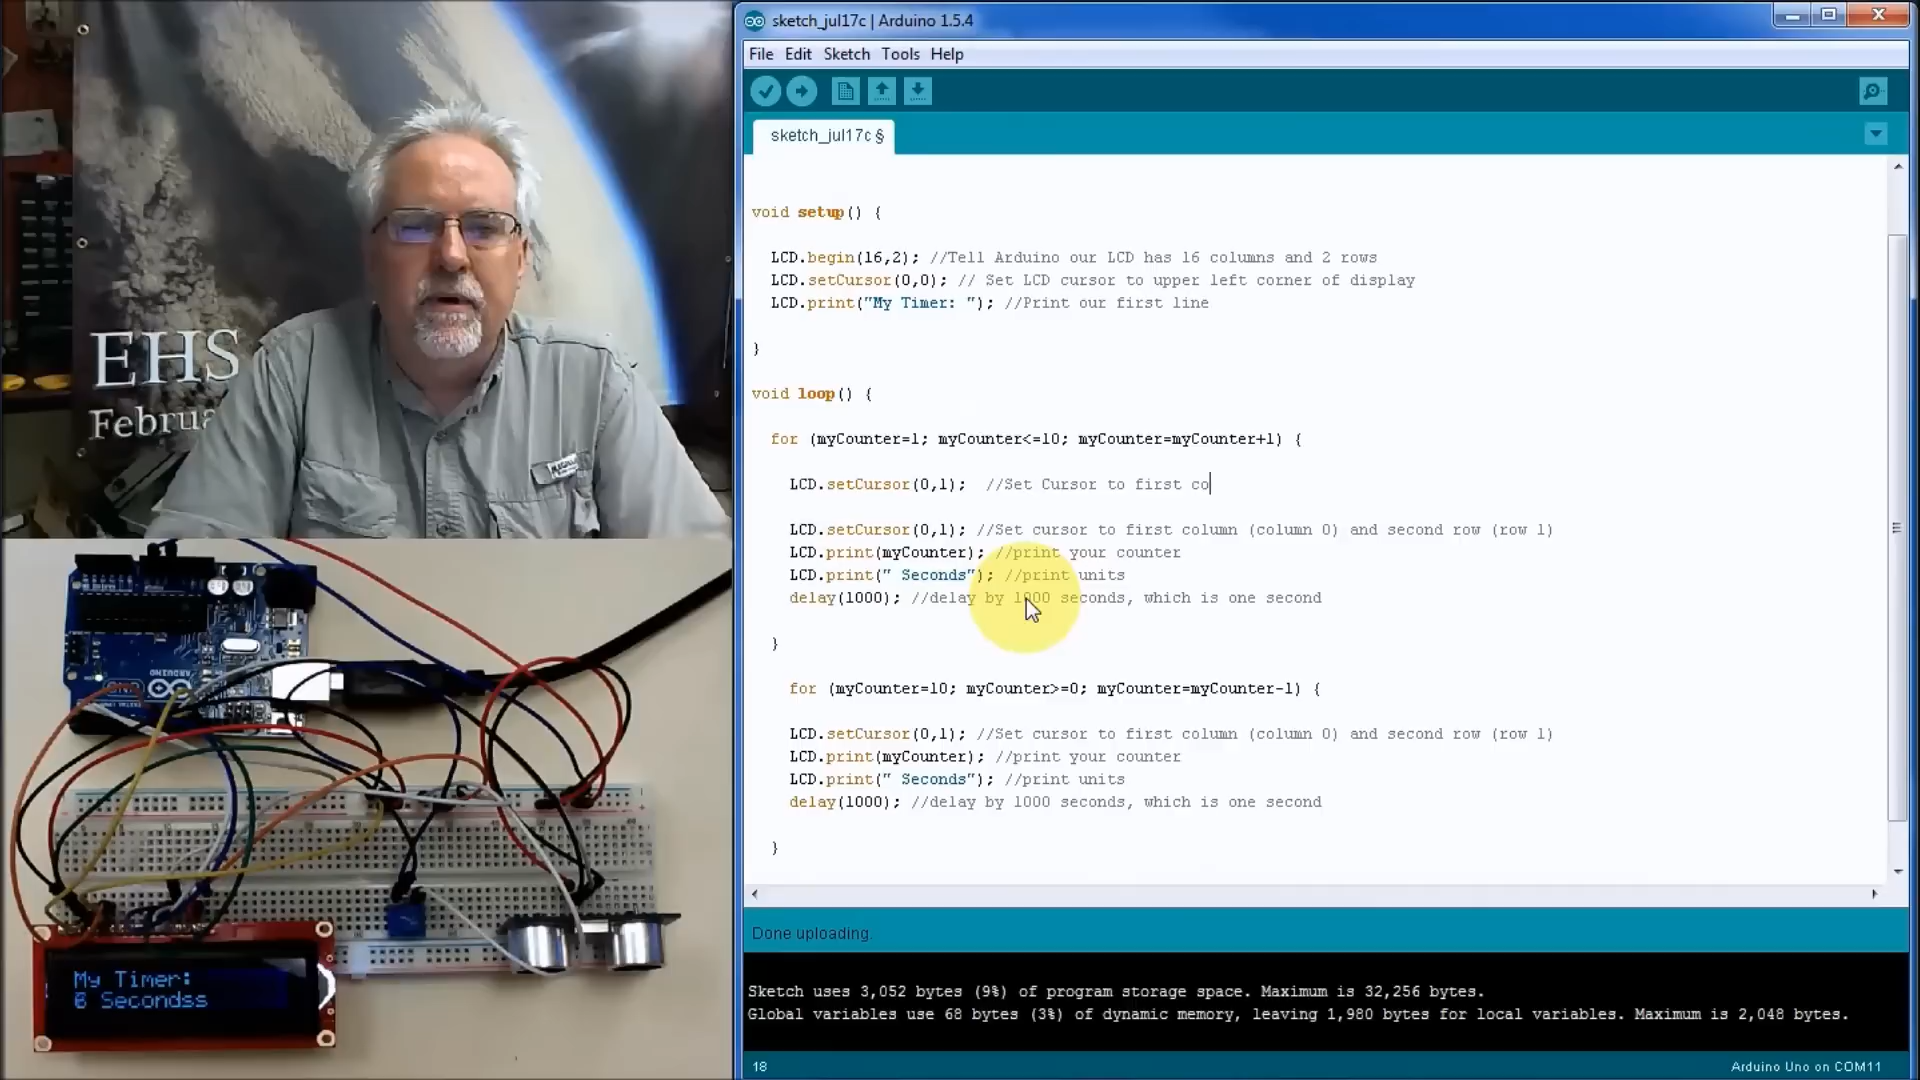 sketch_jul17c | Arduino 1.5.4
File Edit Sketch Tools Help
sketch_jul17c §
void setup() {
LCD.begin(16,2); //Tell Arduino our LCD has 16 columns and 2 rows
LCD.setCursor(0,0); // Set LCD cursor to upper left corner of display
LCD.print("My Timer: "); //Print our first line
}
void loop() {
for (myCounter=1; myCounter<=10; myCounter=myCounter+1) {
LCD.setCursor(0,1);  //Set Cursor to first co
LCD.setCursor(0,1); //Set cursor to first column (column 0) and second row (row 1)
LCD.print(myCounter); //print your counter
LCD.print(" Seconds"); //print units
delay(1000); //delay by 1000 seconds, which is one second
}
for (myCounter=10; myCounter>=0; myCounter=myCounter-1) {
LCD.setCursor(0,1); //Set cursor to first column (column 0) and second row (row 1)
LCD.print(myCounter); //print your counter
LCD.print(" Seconds"); //print units
delay(1000); //delay by 1000 seconds, which is one second
}
Done uploading.
Sketch uses 3,052 bytes (9%) of program storage space. Maximum is 32,256 bytes.
Global variables use 68 bytes (3%) of dynamic memory, leaving 1,980 bytes for local variables. Maximum is 2,048 bytes.
18
Arduino Uno on COM11
EHS
Februa
ARDUINO
My Timer:
6 Secondss